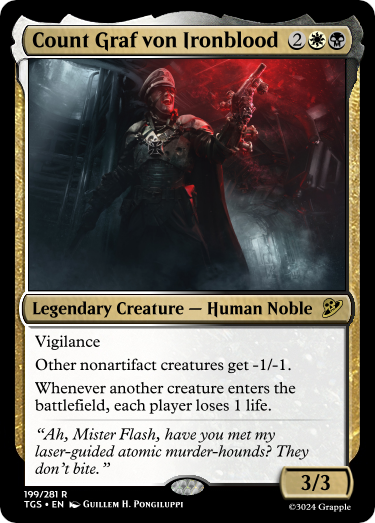 Count Graf von Ironblood 2
Legendary Creature — Human Noble
Vigilance
Other nonartifact creatures get -1/-1.
Whenever another creature enters the
battlefield, each player loses 1 life.
“Ah, Mister Flash, have you met my
laser-guided atomic murder-hounds? They
don’t bite.”
3/3
199/281 R
TGS • EN Guillem H. Pongiluppi
©3024 Grapple